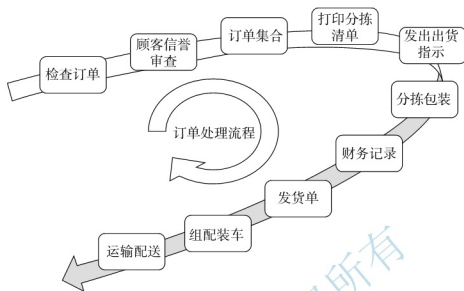 检查订单
顾客信誉
审查
订单集合
打印分拣
清单
发出出货
指示
分拣包装
财务记录
发货单
组配装车
运输配送
订单处理流程
所有